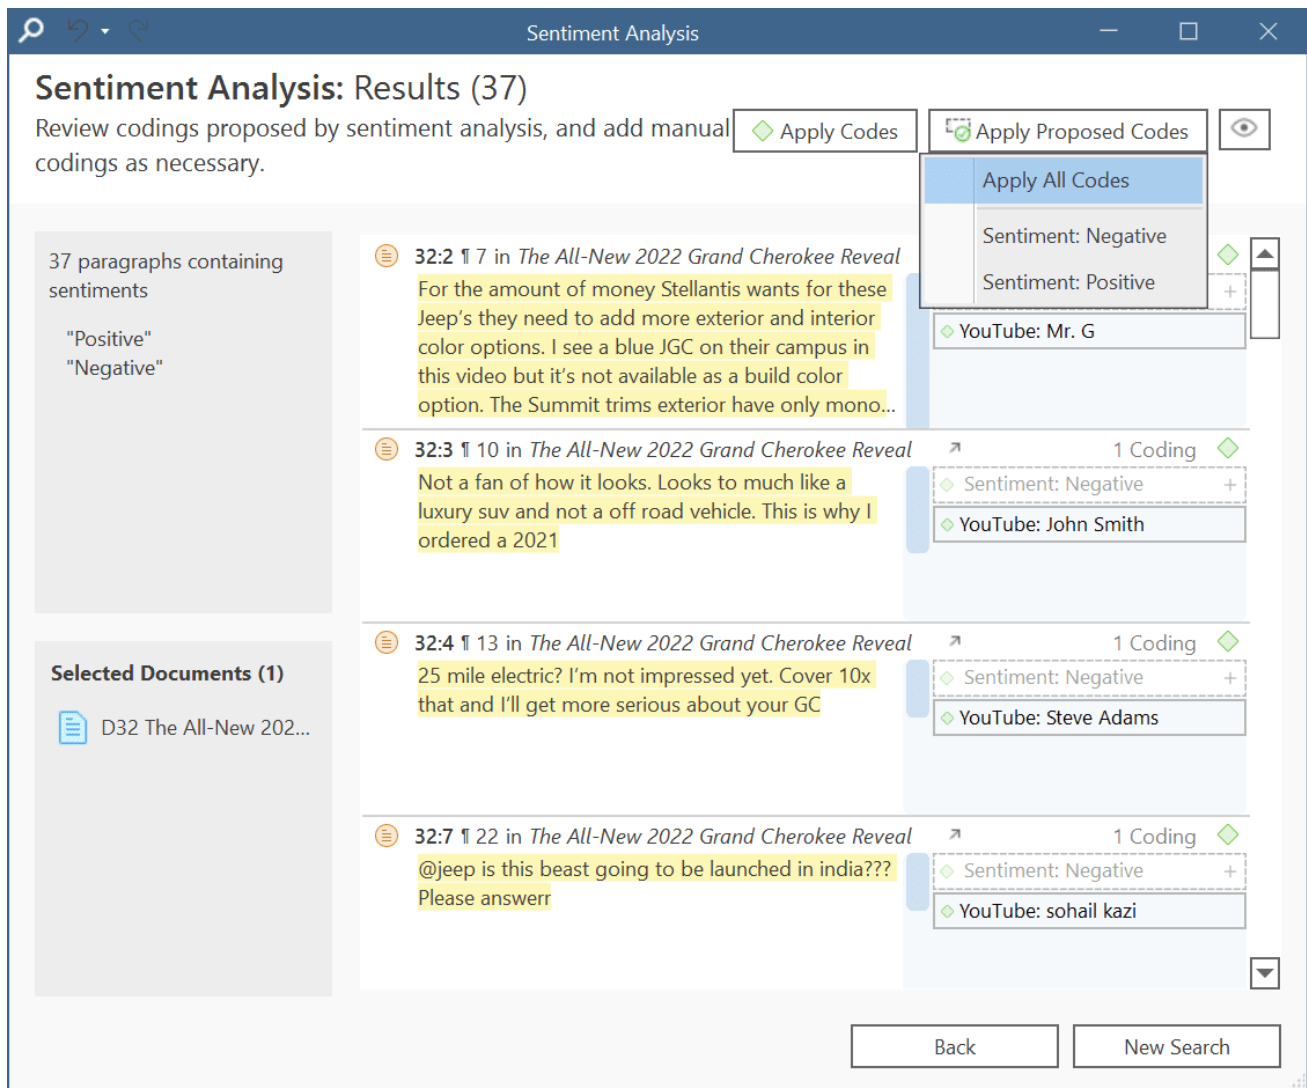 Sentiment Analysis
Sentiment Analysis: Results (37)
Review codings proposed by sentiment analysis, and add manual
codings as necessary.
Apply Codes
Apply Proposed Codes
Apply All Codes
Sentiment: Negative
Sentiment: Positive
37 paragraphs containing
sentiments
"Positive"
"Negative"
Selected Documents (1)
D32 The All-New 202...
32:2 ¶ 7 in The All-New 2022 Grand Cherokee Reveal
For the amount of money Stellantis wants for these
Jeep's they need to add more exterior and interior
color options. I see a blue JGC on their campus in
this video but it's not available as a build color
option. The Summit trims exterior have only mono...
+
YouTube: Mr. G
32:3 ¶ 10 in The All-New 2022 Grand Cherokee Reveal
1 Coding
Not a fan of how it looks. Looks to much like a
luxury suv and not a off road vehicle. This is why I
ordered a 2021
Sentiment: Negative +
YouTube: John Smith
32:4 ¶ 13 in The All-New 2022 Grand Cherokee Reveal
1 Coding
25 mile electric? I'm not impressed yet. Cover 10x
that and I'll get more serious about your GC
Sentiment: Negative +
YouTube: Steve Adams
32:7 ¶ 22 in The All-New 2022 Grand Cherokee Reveal
1 Coding
@jeep is this beast going to be launched in india???
Please answerr
Sentiment: Negative +
YouTube: sohail kazi
Back
New Search